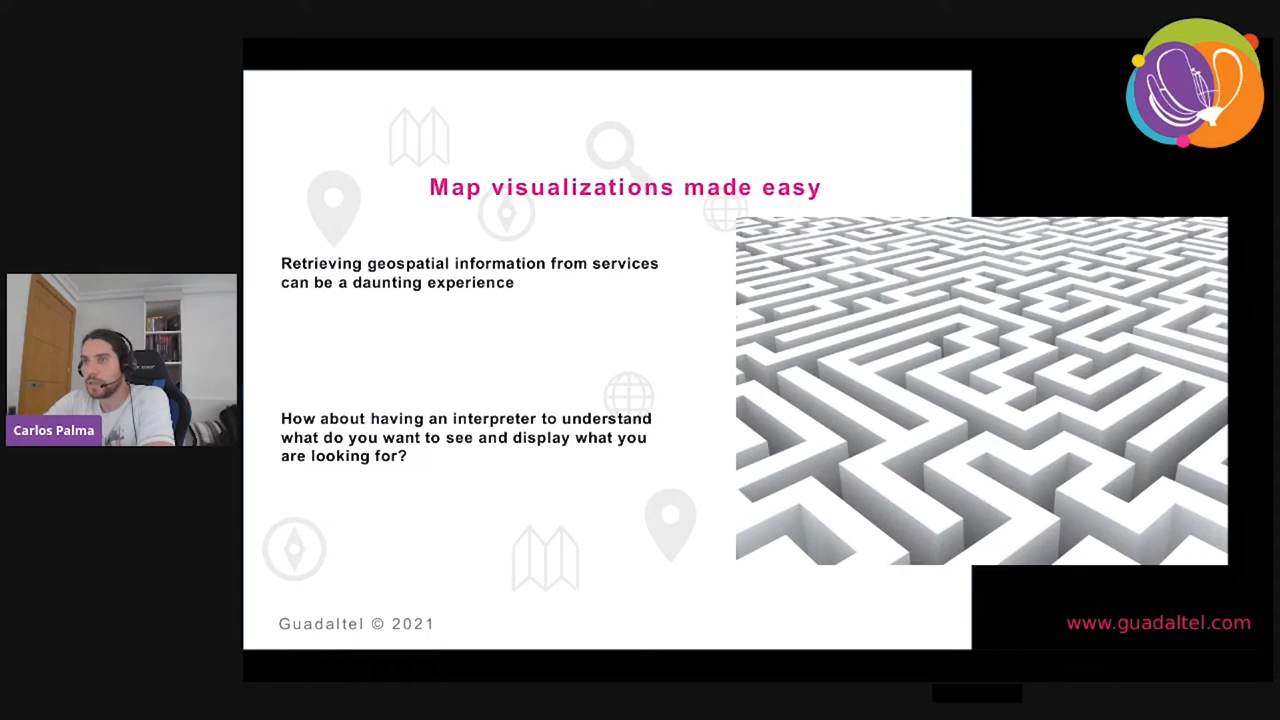 Map visualizations made easy
Retrieving geospatial information from services
can be a daunting experience
How about having an interpreter to understand
what do you want to see and display what you
are looking for?
Carlos Palma
Guadaltel © 2021
www.guadaltel.com